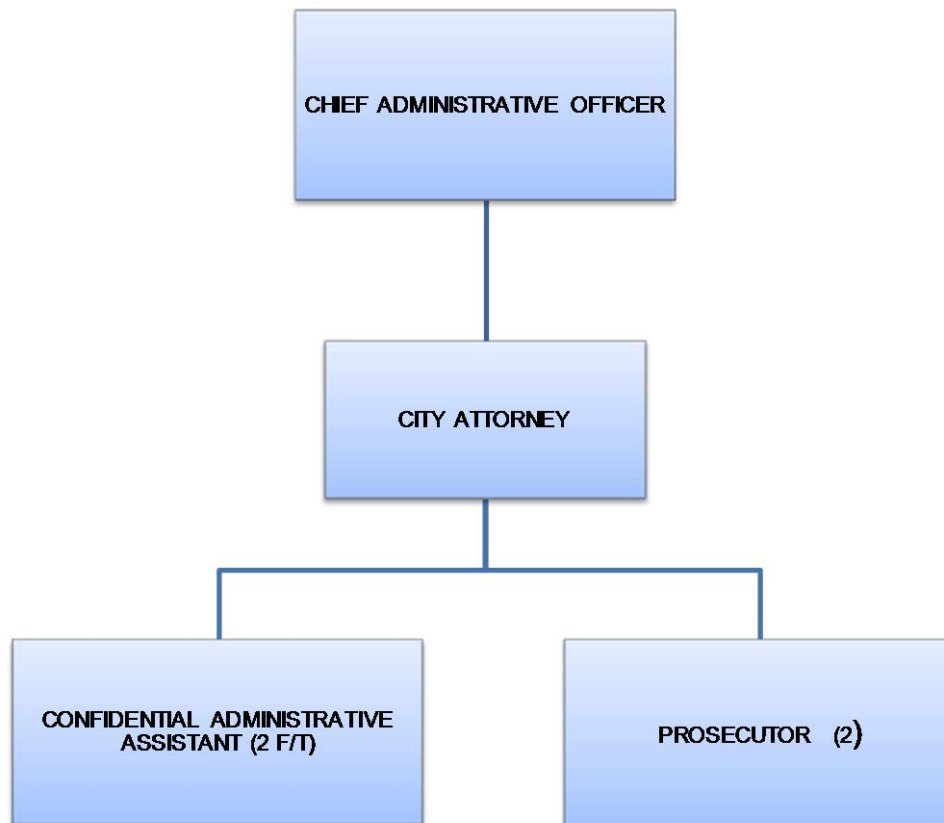 CHIEF ADMINISTRATIVE OFFICER
CITY ATTORNEY
CONFIDENTIAL ADMINISTRATIVE
ASSISTANT (2 F/T)
PROSECUTOR (2)